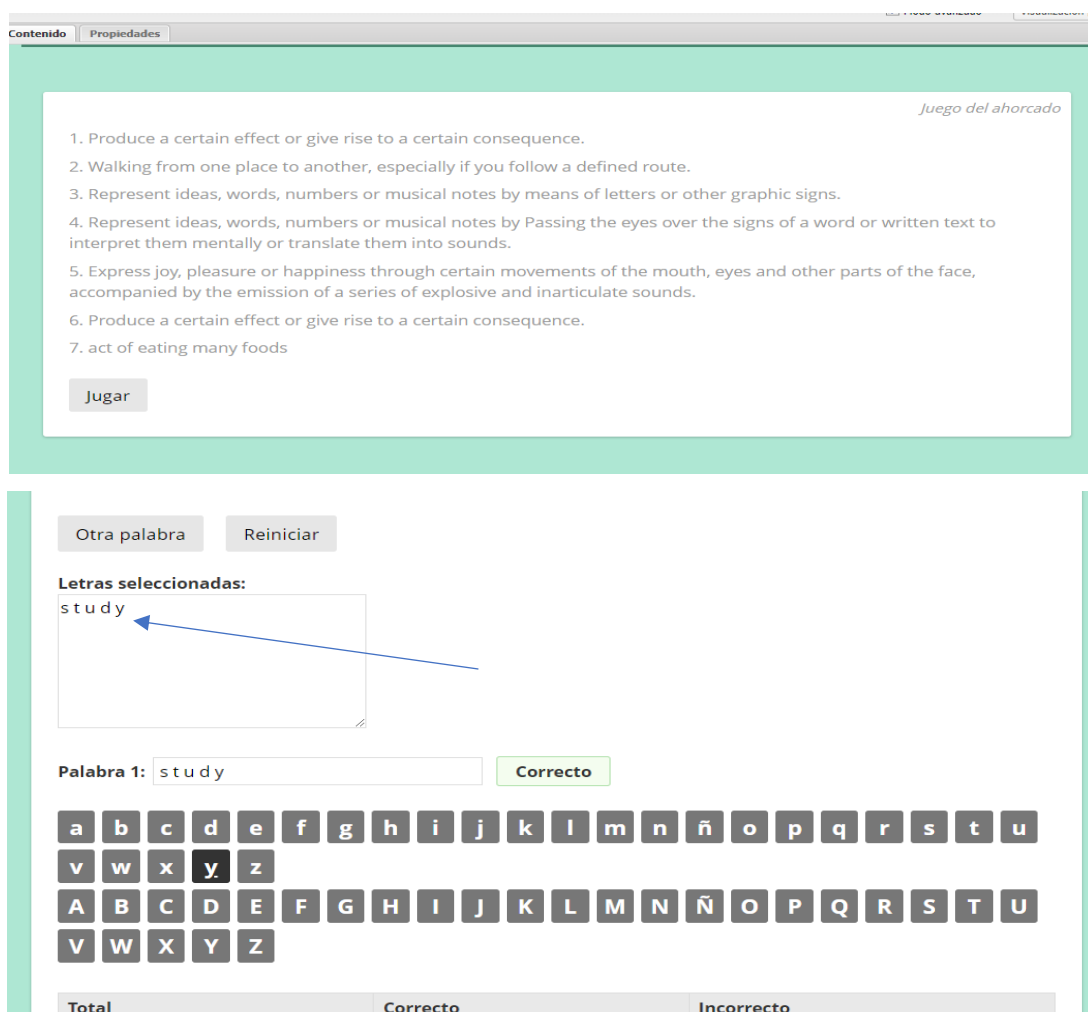 Contenido Propiedades
Juego del ahorcado
1. Produce a certain effect or give rise to a certain consequence.
2. Walking from one place to another, especially if you follow a defined route.
3. Represent ideas, words, numbers or musical notes by means of letters or other graphic signs.
4. Represent ideas, words, numbers or musical notes by Passing the eyes over the signs of a word or written text to
interpret them mentally or translate them into sounds.
5. Express joy, pleasure or happiness through certain movements of the mouth, eyes and other parts of the face,
accompanied by the emission of a series of explosive and inarticulate sounds.
6. Produce a certain effect or give rise to a certain consequence.
7. act of eating many foods
Jugar
Otra palabra Reiniciar
Letras seleccionadas:
s t u d y
Palabra 1: s t u d y Correcto
a b c d e f g h i j k l m n ñ o p q r s t u
v w x y z
A B C D E F G H I J K L M N Ñ O P Q R S T U
V W X Y Z
Total Correcto Incorrecto